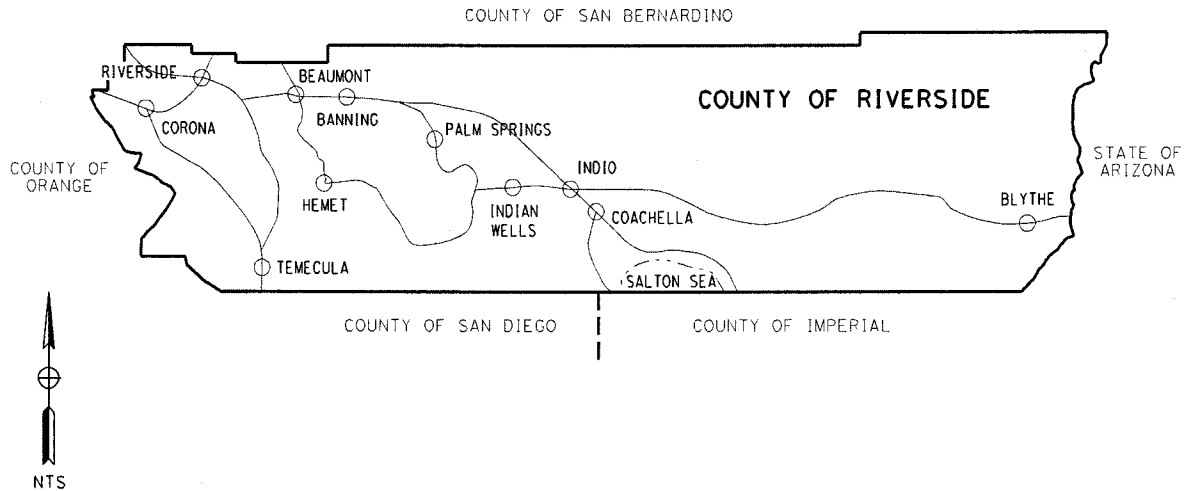 COUNTY OF SAN BERNARDINO
RIVERSIDE
BEAUMONT
COUNTY OF RIVERSIDE
BANNING
CORONA
PALM SPRINGS
STATE OF
ARIZONA
COUNTY OF
ORANGE
INDIO
HEMET
INDIAN
WELLS
COACHELLA
BLYTHE
TEMECULA
SALTON SEA
COUNTY OF SAN DIEGO
COUNTY OF IMPERIAL
NTS